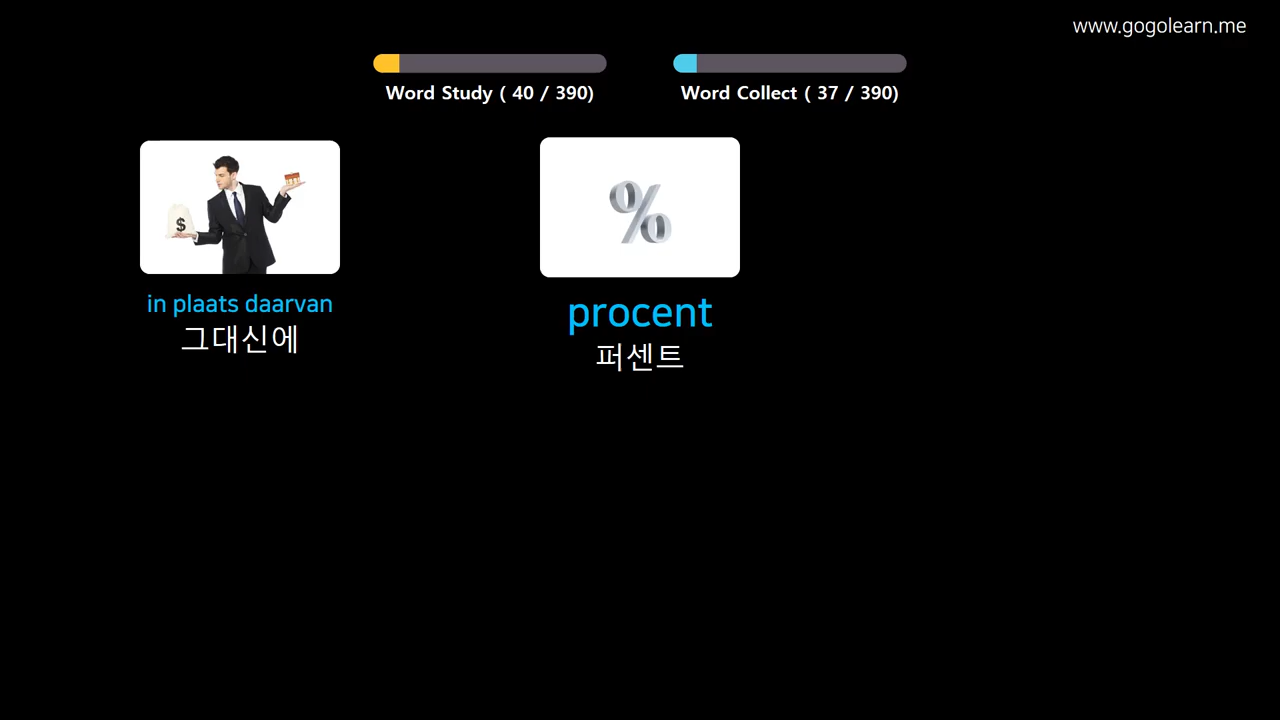 www.gogolearn.me
Word Study ( 40 / 390)
Word Collect ( 37 / 390)
$
%
in plaats daarvan
그대신에
procent
퍼센트